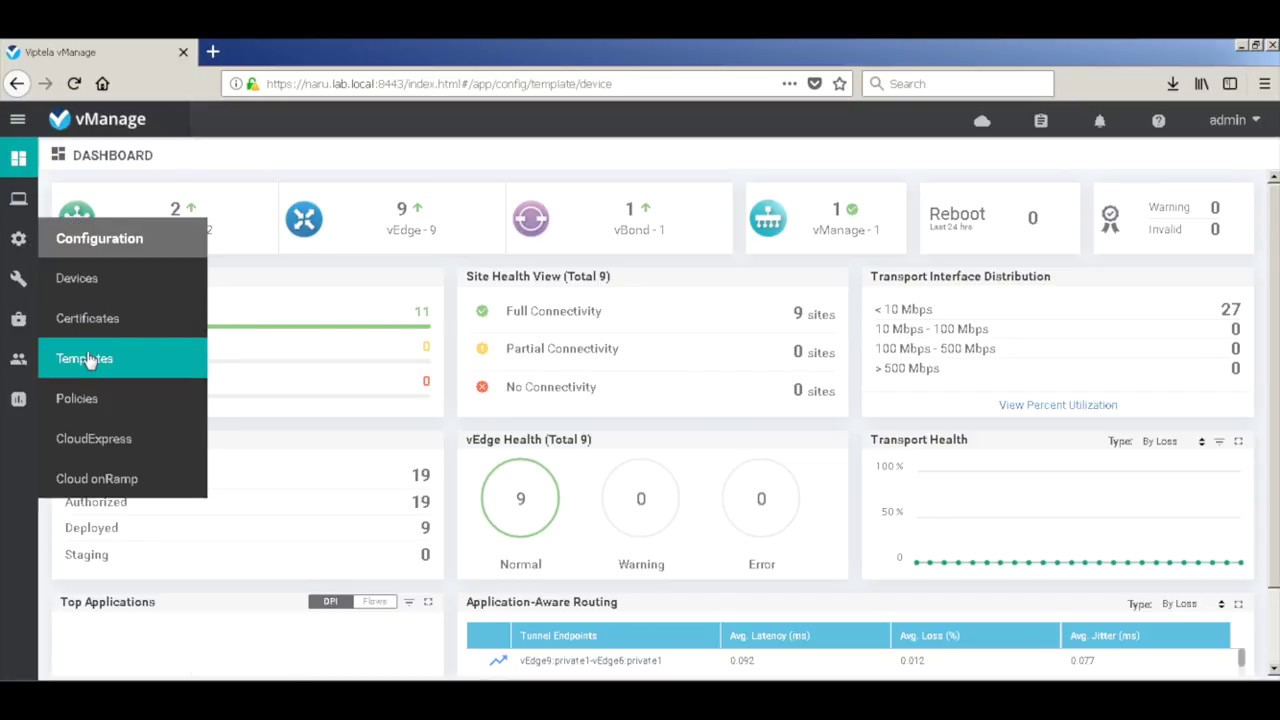 Viptela vManage
https://naru.lab.local:8443/index.html#/app/config/template/device
Search
vManage
admin
DASHBOARD
2
2
9
vEdge - 9
1
vBond - 1
1
vManage - 1
Reboot
Last 24 hrs
0
Warning 0
Invalid 0
Configuration
Devices
Certificates
Templates
Policies
CloudExpress
Cloud onRamp
11
0
0
Site Health View (Total 9)
Full Connectivity 9 sites
Partial Connectivity 0 sites
No Connectivity 0 sites
Transport Interface Distribution
< 10 Mbps 27
10 Mbps - 100 Mbps 0
100 Mbps - 500 Mbps 0
> 500 Mbps 0
View Percent Utilization
19
Authorized 19
Deployed 9
Staging 0
vEdge Health (Total 9)
9 0 0
Normal Warning Error
Transport Health Type: By Loss
100 %
50 %
0
Top Applications DPI Flows
Application-Aware Routing Type: By Loss
Tunnel Endpoints Avg. Latency (ms) Avg. Loss (%) Avg. Jitter (ms)
vEdge9:private1-vEdge6:private1 0.092 0.012 0.077